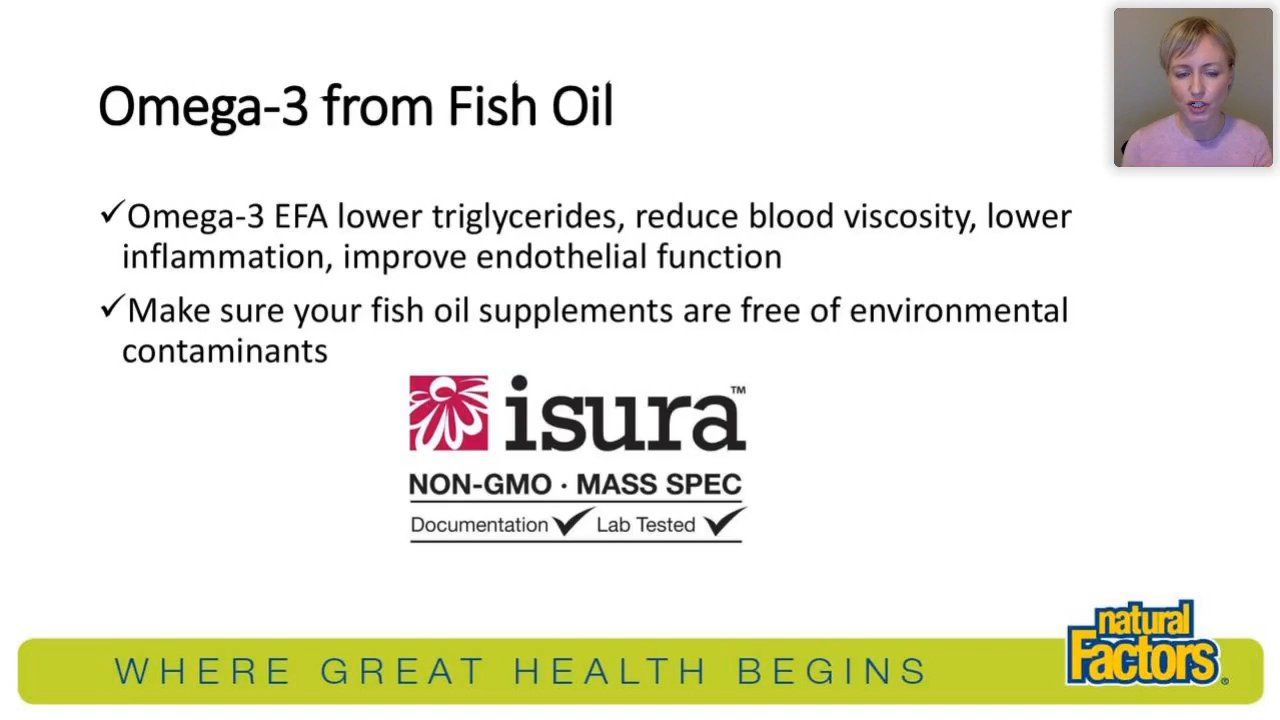 Omega-3 from Fish Oil
✓Omega-3 EFA lower triglycerides, reduce blood viscosity, lower
inflammation, improve endothelial function
✓Make sure your fish oil supplements are free of environmental
contaminants
isura™
NON-GMO · MASS SPEC
Documentation ✓ Lab Tested ✓
WHERE GREAT HEALTH BEGINS
natural
Factors®